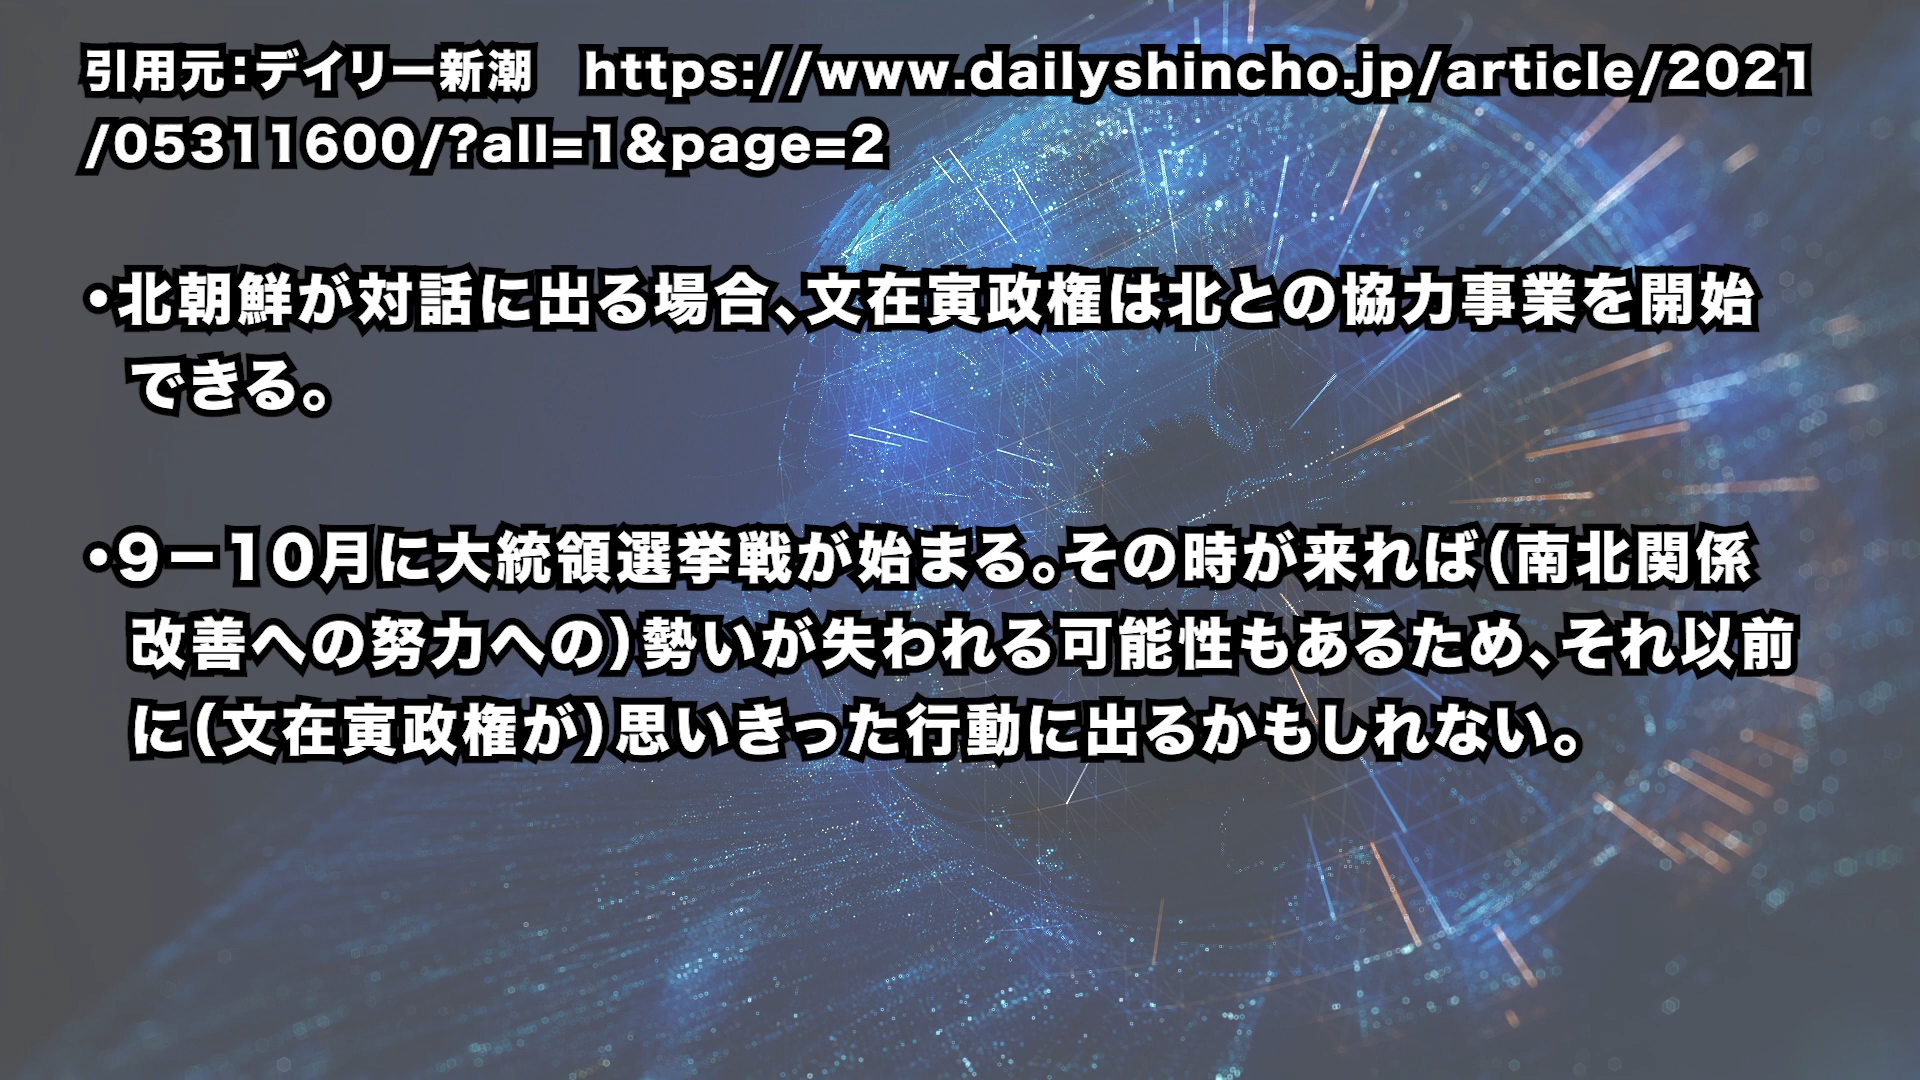 引用元：デイリー新潮　https://www.dailyshincho.jp/article/2021
/05311600/?all=1&page=2
・北朝鮮が対話に出る場合、文在寅政権は北との協力事業を開始
できる。
・９－１０月に大統領選挙戦が始まる。その時が来れば（南北関係
改善への努力への）勢いが失われる可能性もあるため、それ以前
に（文在寅政権が）思いきった行動に出るかもしれない。